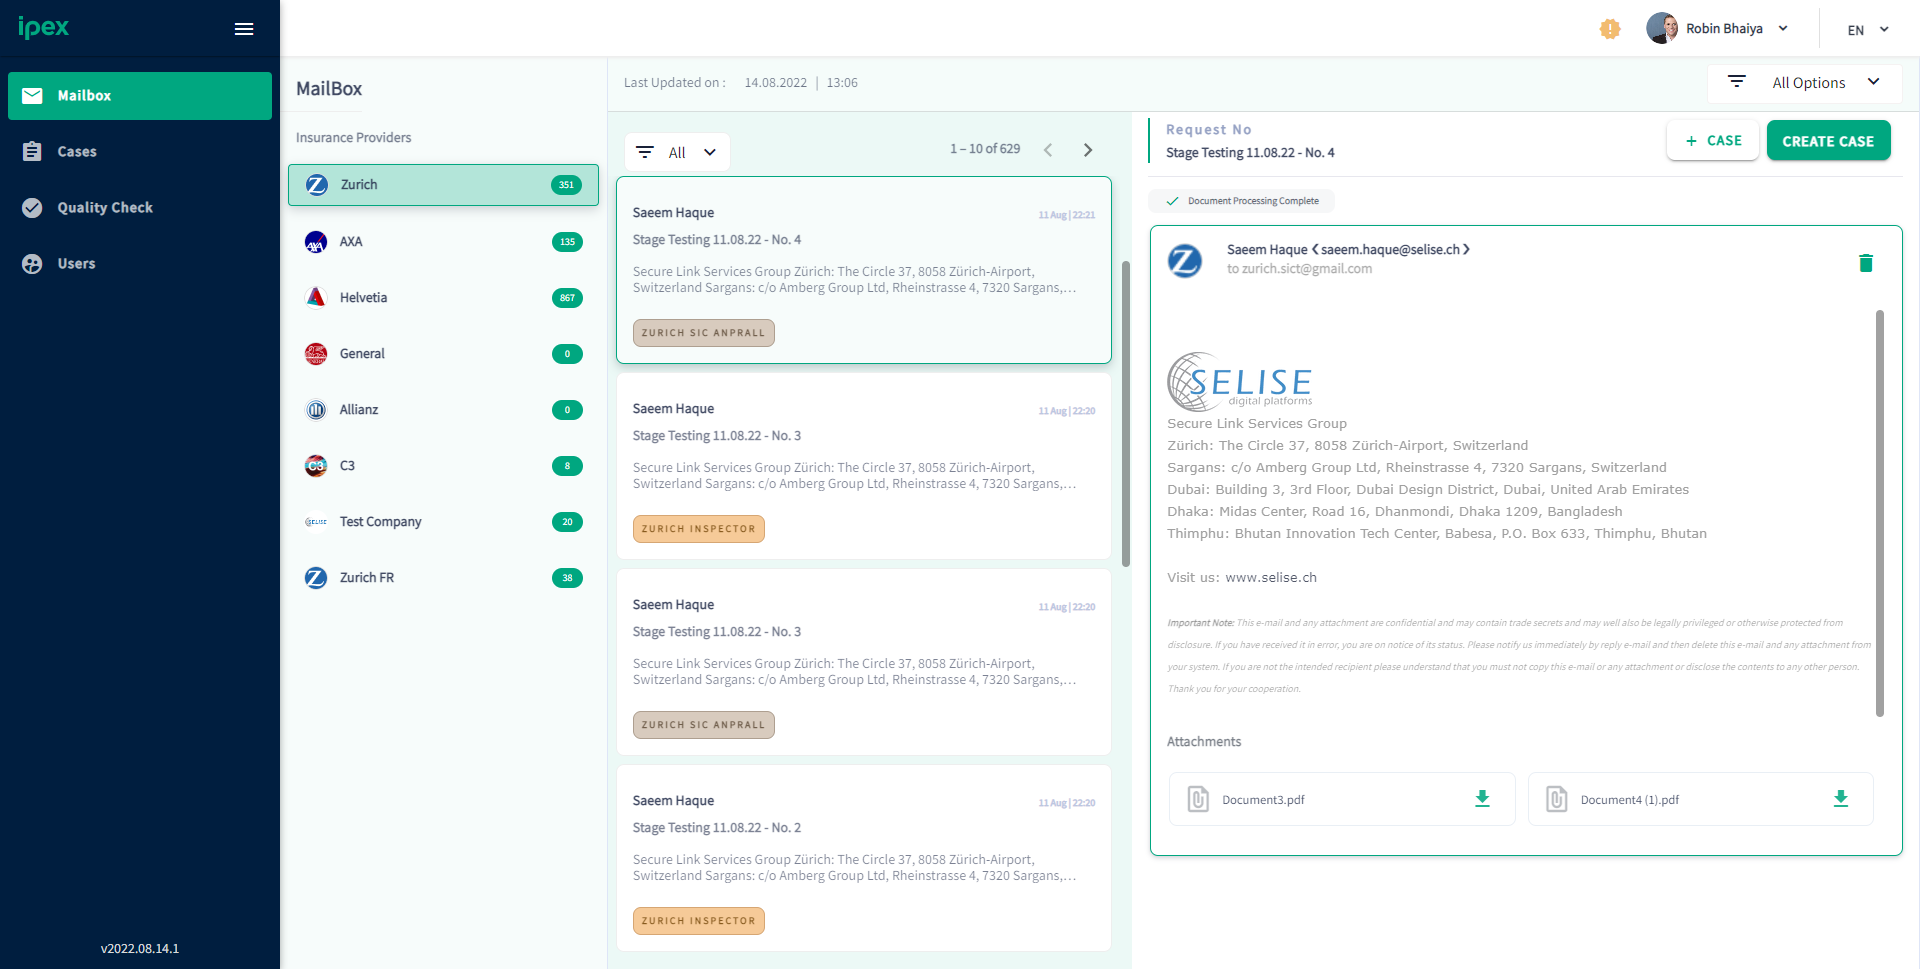 ipex
Robin Bhaiya
EN
Mailbox
Cases
Quality Check
Users
v2022.08.14.1
MailBox
Insurance Providers
Zurich 351
AXA 135
Helvetia 867
General 0
Allianz 0
C3 8
Test Company 20
Zurich FR 38
Last Updated on : 14.08.2022 | 13:06
All Options
All
1 – 10 of 629
Saeem Haque 11 Aug | 22:21
Stage Testing 11.08.22 - No. 4
Secure Link Services Group Zürich: The Circle 37, 8058 Zürich-Airport,
Switzerland Sargans: c/o Amberg Group Ltd, Rheinstrasse 4, 7320 Sargans,…
ZURICH SIC ANPRALL
Saeem Haque 11 Aug | 22:20
Stage Testing 11.08.22 - No. 3
Secure Link Services Group Zürich: The Circle 37, 8058 Zürich-Airport,
Switzerland Sargans: c/o Amberg Group Ltd, Rheinstrasse 4, 7320 Sargans,…
ZURICH INSPECTOR
Saeem Haque 11 Aug | 22:20
Stage Testing 11.08.22 - No. 3
Secure Link Services Group Zürich: The Circle 37, 8058 Zürich-Airport,
Switzerland Sargans: c/o Amberg Group Ltd, Rheinstrasse 4, 7320 Sargans,…
ZURICH SIC ANPRALL
Saeem Haque 11 Aug | 22:20
Stage Testing 11.08.22 - No. 2
Secure Link Services Group Zürich: The Circle 37, 8058 Zürich-Airport,
Switzerland Sargans: c/o Amberg Group Ltd, Rheinstrasse 4, 7320 Sargans,…
ZURICH INSPECTOR
Request No
Stage Testing 11.08.22 - No. 4
+ CASE
CREATE CASE
Document Processing Complete
Saeem Haque < saeem.haque@selise.ch >
to zurich.sict@gmail.com
SELISE
digital platforms
Secure Link Services Group
Zürich: The Circle 37, 8058 Zürich-Airport, Switzerland
Sargans: c/o Amberg Group Ltd, Rheinstrasse 4, 7320 Sargans, Switzerland
Dubai: Building 3, 3rd Floor, Dubai Design District, Dubai, United Arab Emirates
Dhaka: Midas Center, Road 16, Dhanmondi, Dhaka 1209, Bangladesh
Thimphu: Bhutan Innovation Tech Center, Babesa, P.O. Box 633, Thimphu, Bhutan
Visit us: www.selise.ch
Important Note: This e-mail and any attachment are confidential and may contain trade secrets and may well also be legally privileged or otherwise protected from
disclosure. If you have received it in error, you are on notice of its status. Please notify us immediately by reply e-mail and then delete this e-mail and any attachment from
your system. If you are not the intended recipient please understand that you must not copy this e-mail or any attachment or disclose the contents to any other person.
Thank you for your cooperation.
Attachments
Document3.pdf
Document4 (1).pdf